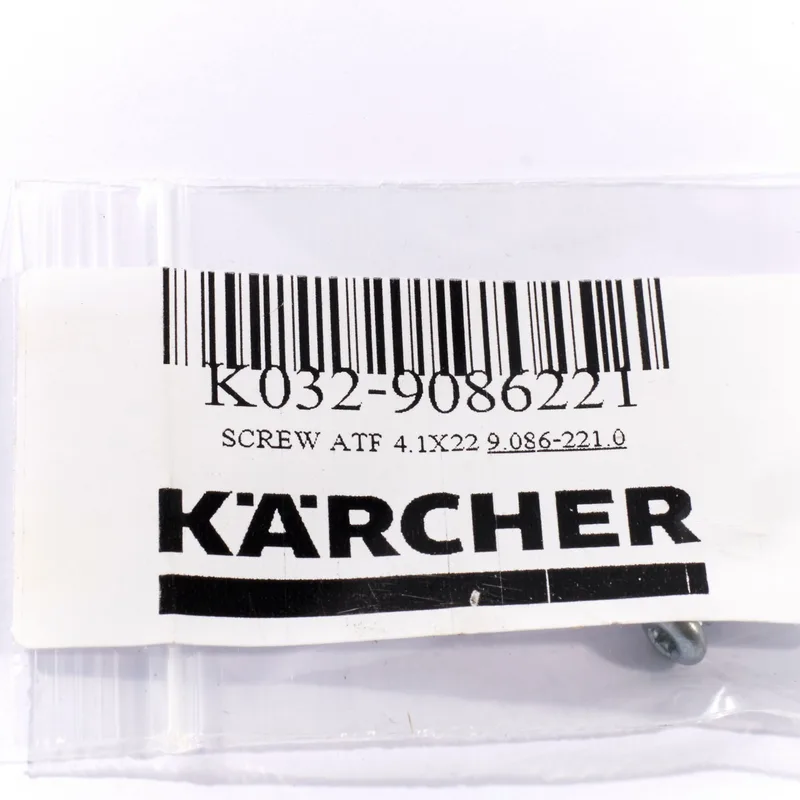 K032-9086221
SCREW ATF 4.1X22 9.086-221.0
KÄRCHER